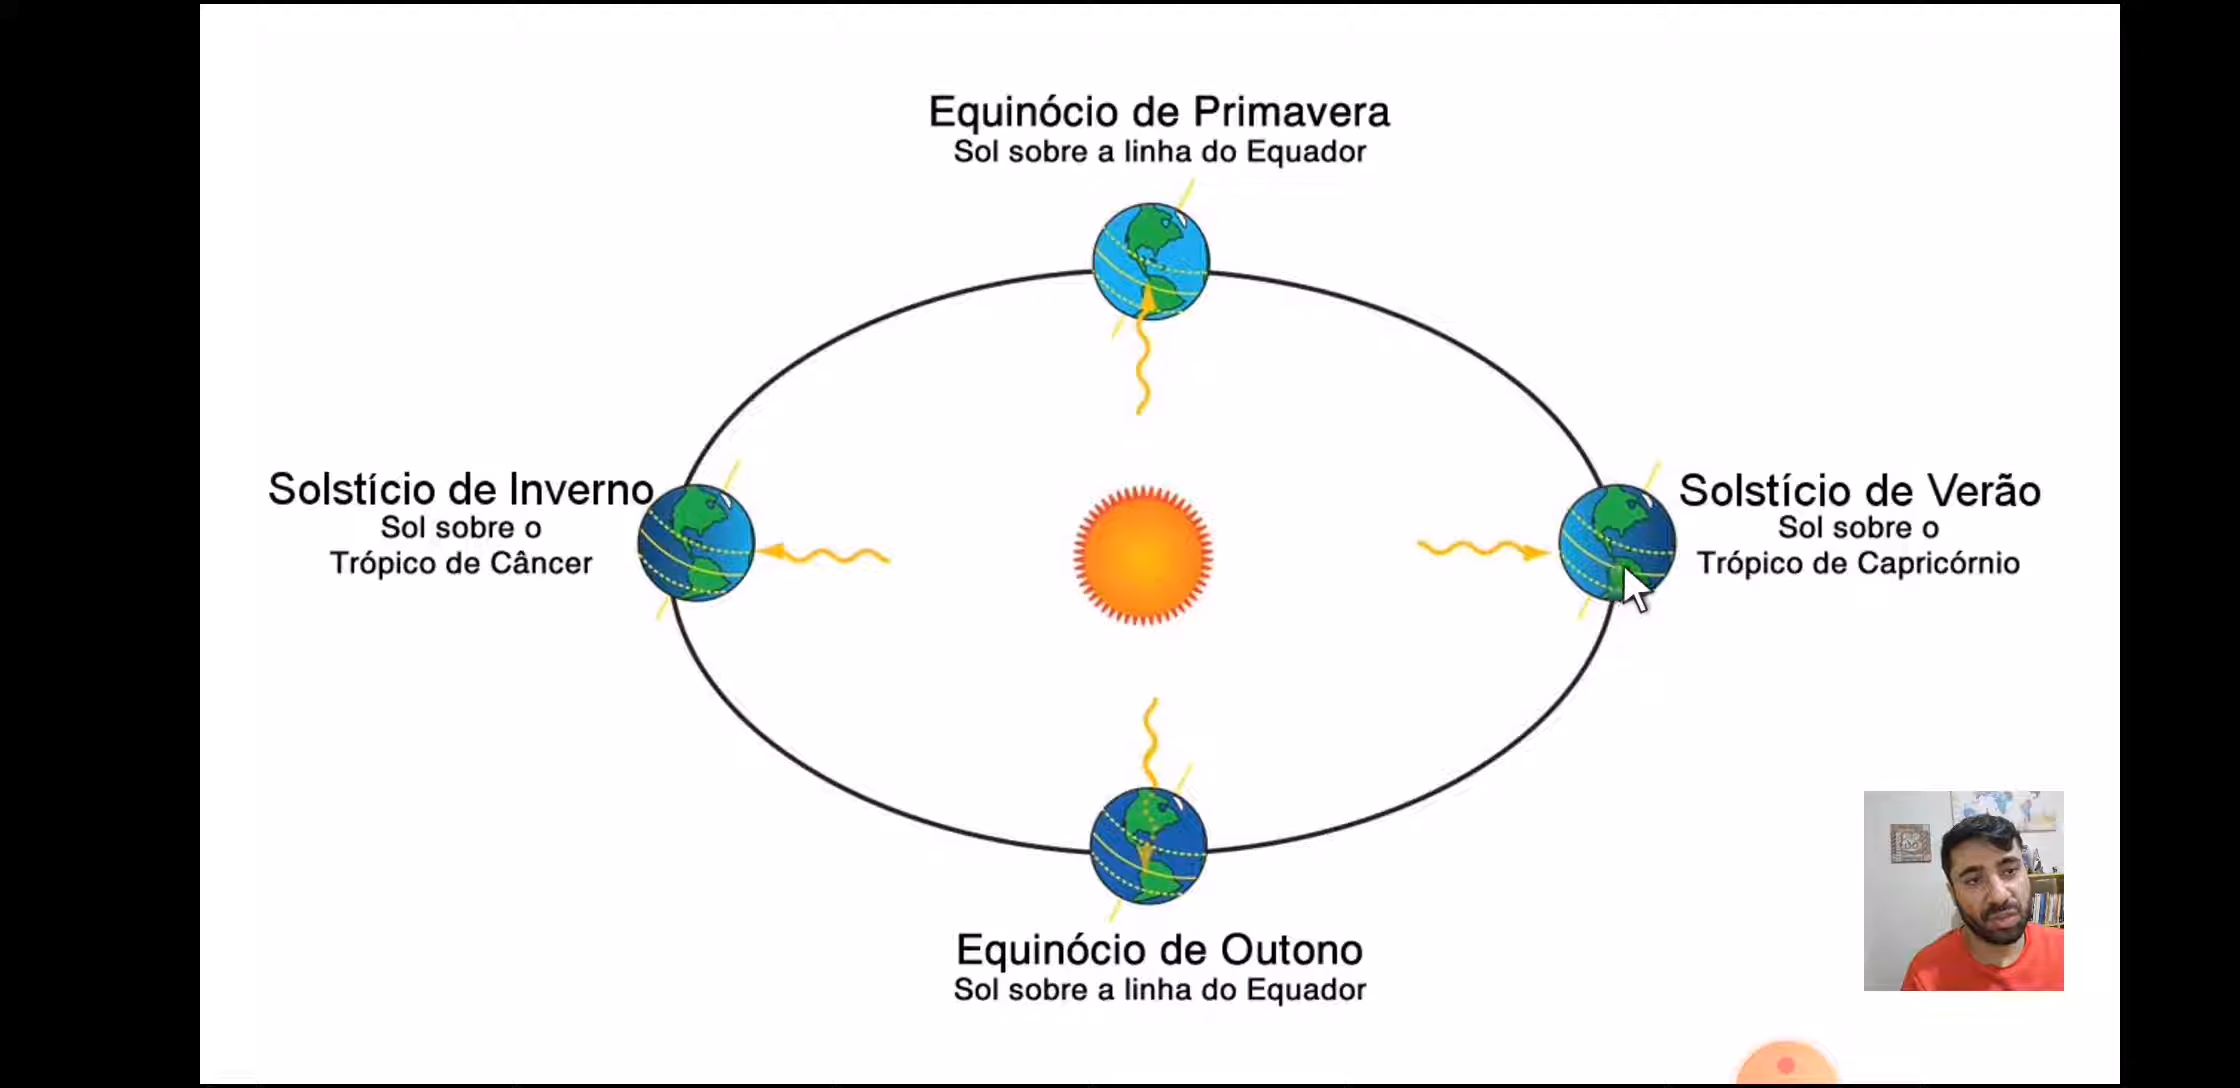 Equinócio de Primavera
Sol sobre a linha do Equador
Solstício de Inverno
Sol sobre o
Trópico de Câncer
Solstício de Verão
Sol sobre o
Trópico de Capricórnio
Equinócio de Outono
Sol sobre a linha do Equador